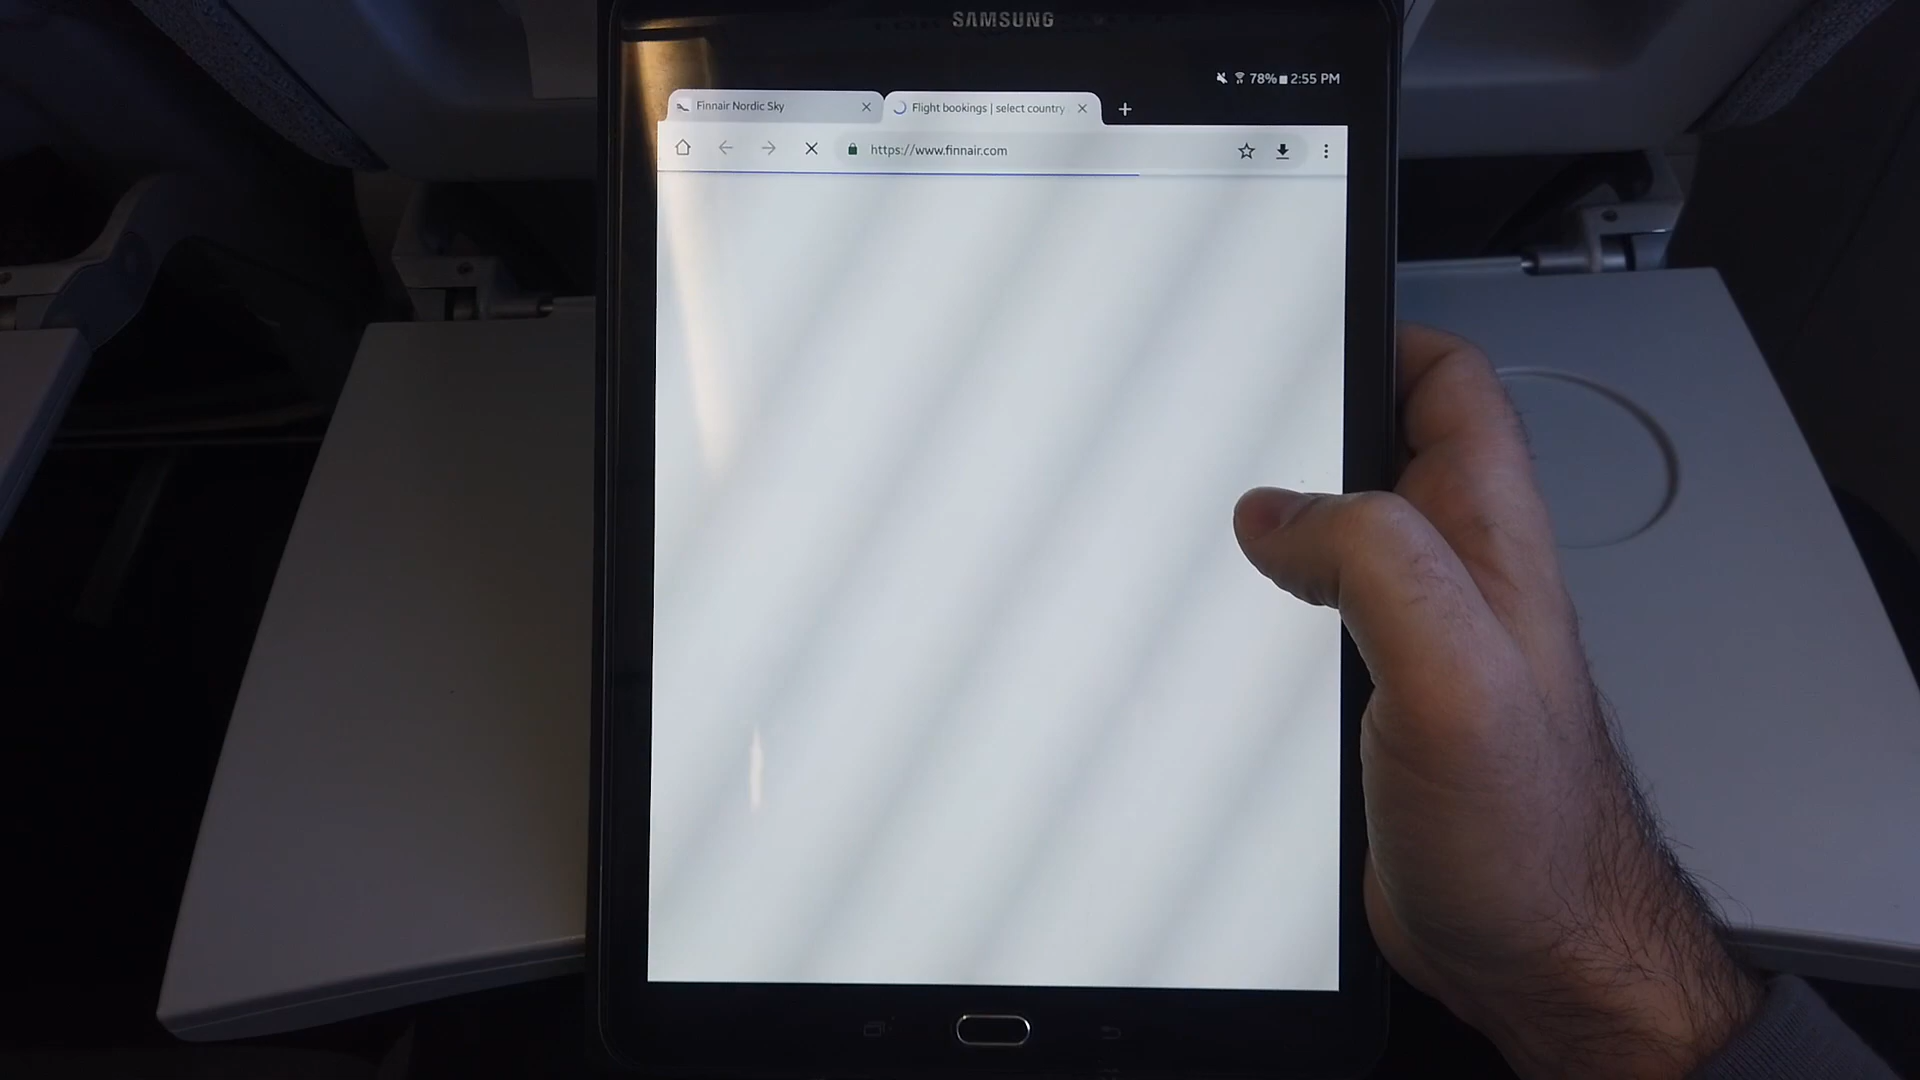 SAMSUNG
78% 2:55 PM
Finnair Nordic Sky
Flight bookings | select country
https://www.finnair.com